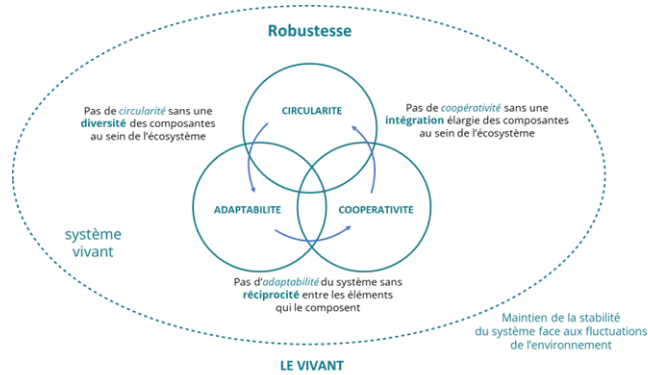 Robustesse
CIRCULARITE
Pas de circularité sans une
diversité des composantes
au sein de l'écosystème
Pas de coopérativité sans une
intégration élargie des composantes
au sein de l'écosystème
ADAPTABILITE
COOPERATIVITE
système
vivant
Pas d'adaptabilité du système sans
réciprocité entre les éléments
qui le composent
Maintien de la stabilité
du système face aux fluctuations
de l'environnement
LE VIVANT